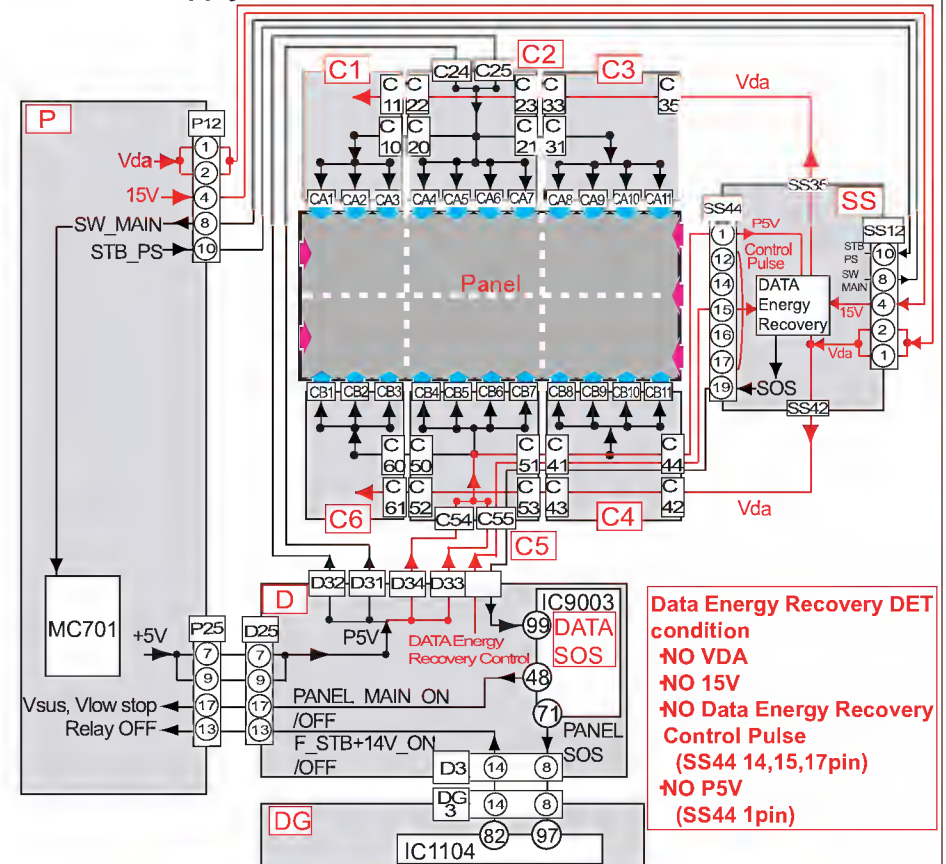 C1
C24
C25
C2
C3
C 11
C 22
C 23
C 33
C 35
Vda
C 10
C 20
C 21
C 31
P
P12
1
Vda
2
15V
4
SW_MAIN
8
STB_PS
10
CA1
CA2
CA3
CA4
CA5
CA6
CA7
CA8
CA9
CA10
CA11
Panel
SS35
SS
SS44
SS12
1
P5V
Control
Pulse
12
14
15
16
17
19
DATA
Energy
Recovery
SOS
STB
PS
10
SW
MAIN
8
15V
4
2
Vda
1
SS42
CB1
CB2
CB3
CB4
CB5
CB6
CB7
CB8
CB9
CB10
CB11
C 60
C 50
C 51
C 41
C 44
C 61
C 52
C 53
C 43
C 42
Vda
C6
C54
C55
C5
C4
D32
D31
D34
D33
D
MC701
+5V
P25
D25
7
7
9
9
Vsus, Vlow stop
17
17
Relay OFF
13
13
P5V
DATA Energy
Recovery Control
IC9003
99
DATA
SOS
48
PANEL MAIN ON
/OFF
71
PANEL
SOS
F_STB+14V_ON
/OFF
D3
14
8
DG
3
14
8
DG
82
97
IC1104
Data Energy Recovery DET
condition
·NO VDA
·NO 15V
·NO Data Energy Recovery
Control Pulse
(SS44 14,15,17pin)
·NO P5V
(SS44 1pin)